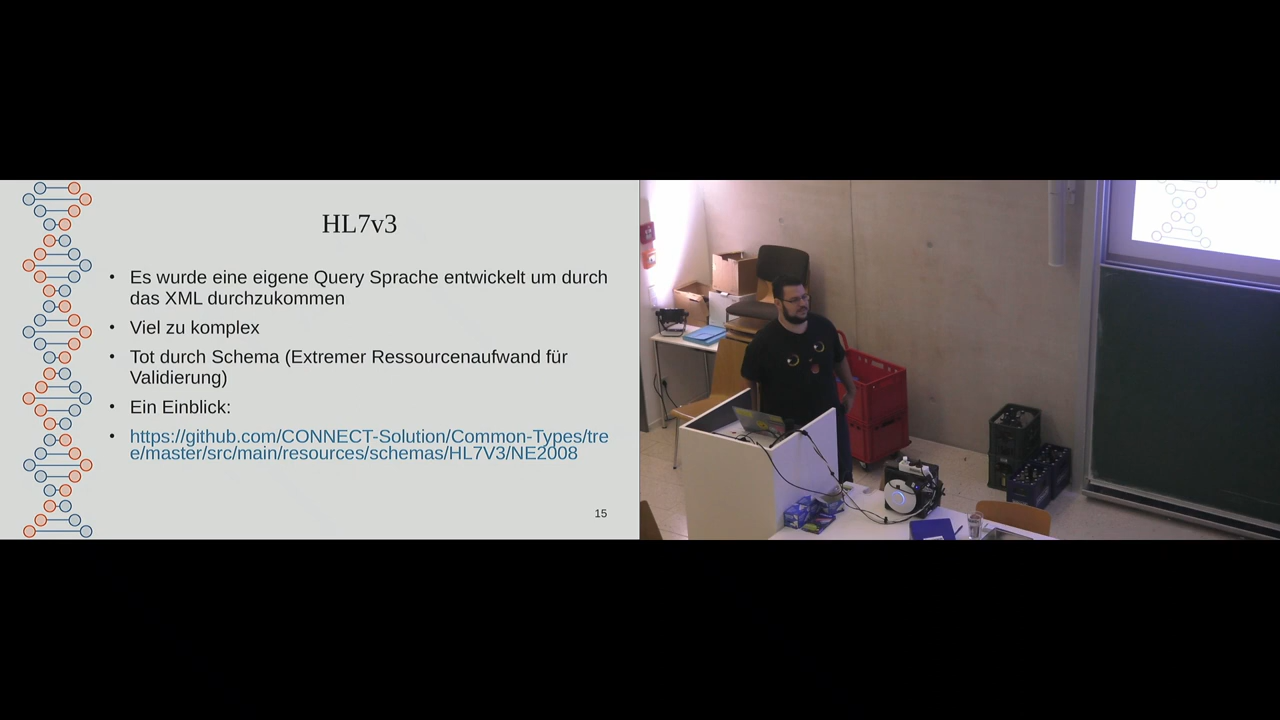 HL7v3
• Es wurde eine eigene Query Sprache entwickelt um durch
das XML durchzukommen
• Viel zu komplex
• Tot durch Schema (Extremer Ressourcenaufwand für
Validierung)
• Ein Einblick:
• https://github.com/CONNECT-Solution/Common-Types/tre
e/master/src/main/resources/schemas/HL7V3/NE2008
15